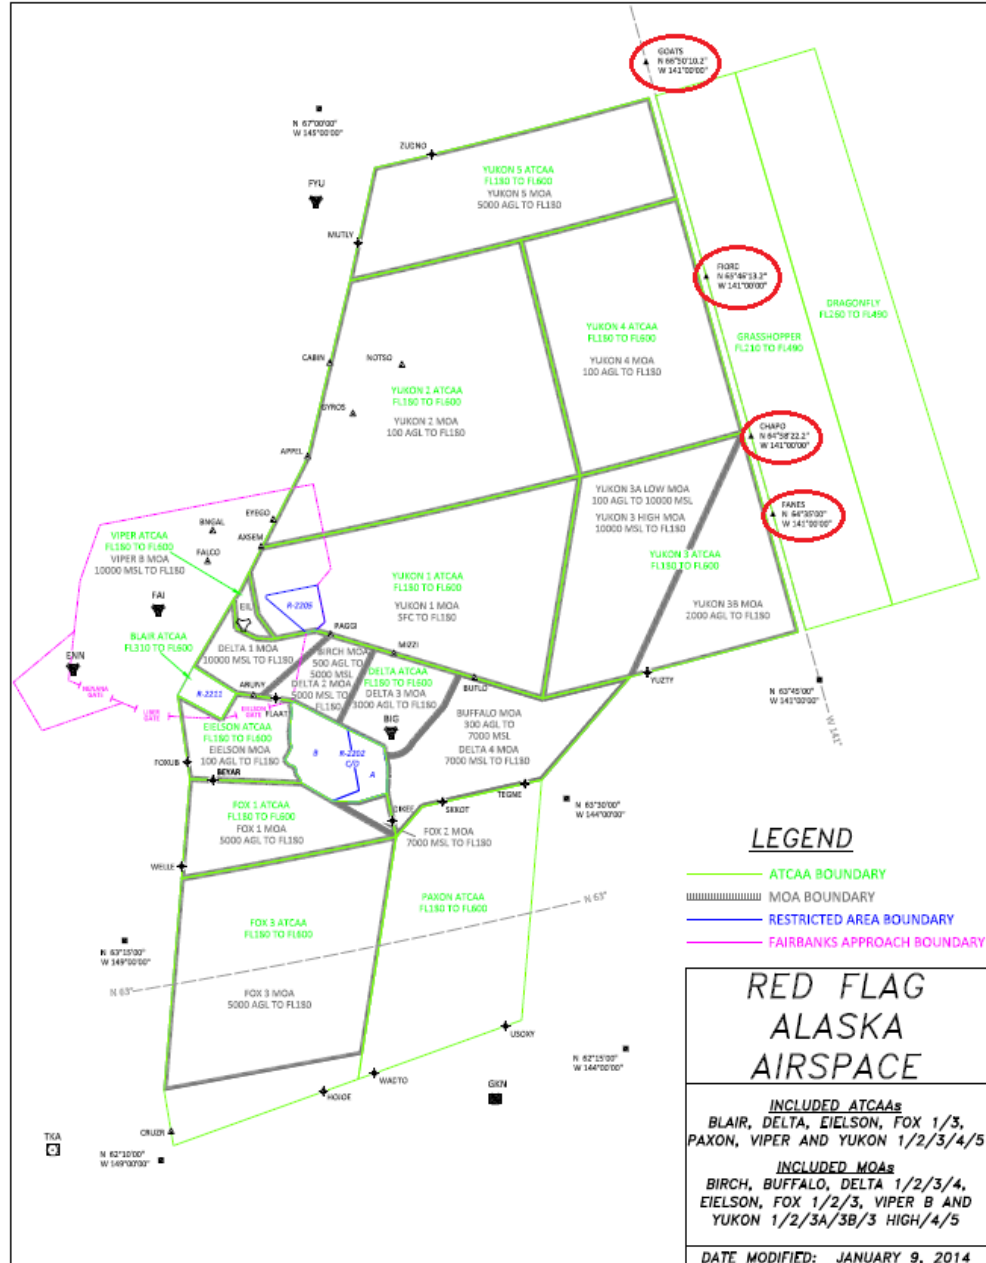 GOATS
N 66°50'10.2"
W 141°00'00"
N 67°00'00"
W 145°00'00"
ZUDNO
YUKON 5 ATCAA
FL180 TO FL600
YUKON 5 MOA
5000 AGL TO FL180
FYU
MUTLY
FIORD
N 65°46'13.2"
W 141°00'00"
DRAGONFLY
FL260 TO FL490
YUKON 4 ATCAA
FL180 TO FL600
GRASSHOPPER
FL210 TO FL490
CABIN
NOTSO
YUKON 4 MOA
100 AGL TO FL180
YUKON 2 ATCAA
FL180 TO FL600
GYROS
YUKON 2 MOA
100 AGL TO FL180
CHAPO
N 64°58'22.2"
W 141°00'00"
APPEL
YUKON 3A LOW MOA
100 AGL TO 10000 MSL
YUKON 3 HIGH MOA
10000 MSL TO FL180
FANES
N 64°35'00"
W 141°00'00"
EYEGO
BNGAL
VIPER ATCAA
FL180 TO FL600
VIPER B MOA
10000 MSL TO FL180
AXSEM
FALCO
YUKON 3 ATCAA
FL180 TO FL600
YUKON 1 ATCAA
FL180 TO FL600
FAI
EIL
R-2205
YUKON 1 MOA
SFC TO FL180
YUKON 3B MOA
2000 AGL TO FL180
PAGGI
BLAIR ATCAA
FL310 TO FL600
MIZZI
DELTA 1 MOA
10000 MSL TO FL180
BIRCH MOA
500 AGL TO
5000 MSL
ENN
NENANA
GATE
DELTA ATCAA
FL180 TO FL600
DELTA 2 MOA
5000 MSL TO
FL180
DELTA 3 MOA
3000 AGL TO FL180
BUTLO
YUZTY
N 63°45'00"
W 141°00'00"
R-2211
ARUNY
EIELSON
GATE
FLAAT
GATE
BIG
BUFFALO MOA
300 AGL TO
7000 MSL
W 141°
EIELSON ATCAA
FL180 TO FL600
EIELSON MOA
100 AGL TO FL180
B
R-2202
C/D
A
DELTA 4 MOA
7000 MSL TO FL180
FOXUB
BEYAR
TEGNE
N 63°30'00"
W 144°00'00"
FOX 1 ATCAA
FL180 TO FL600
FOX 1 MOA
5000 AGL TO FL180
DIKEE
SKKOT
FOX 2 MOA
7000 MSL TO FL180
WELLE
PAXON ATCAA
FL180 TO FL600
N 63°
FOX 3 ATCAA
FL180 TO FL600
N 63°15'00"
W 149°00'00"
N 63°
FOX 3 MOA
5000 AGL TO FL180
USOXY
N 62°15'00"
W 144°00'00"
WADTO
HOXOE
GKN
CRUZR
TKA
N 62°10'00"
W 149°00'00"
LEGEND
ATCAA BOUNDARY
MOA BOUNDARY
RESTRICTED AREA BOUNDARY
FAIRBANKS APPROACH BOUNDARY
RED FLAG
ALASKA
AIRSPACE
INCLUDED ATCAAs
BLAIR, DELTA, EIELSON, FOX 1/3,
PAXON, VIPER AND YUKON 1/2/3/4/5
INCLUDED MOAs
BIRCH, BUFFALO, DELTA 1/2/3/4,
EIELSON, FOX 1/2/3, VIPER B AND
YUKON 1/2/3A/3B/3 HIGH/4/5
DATE MODIFIED: JANUARY 9, 2014